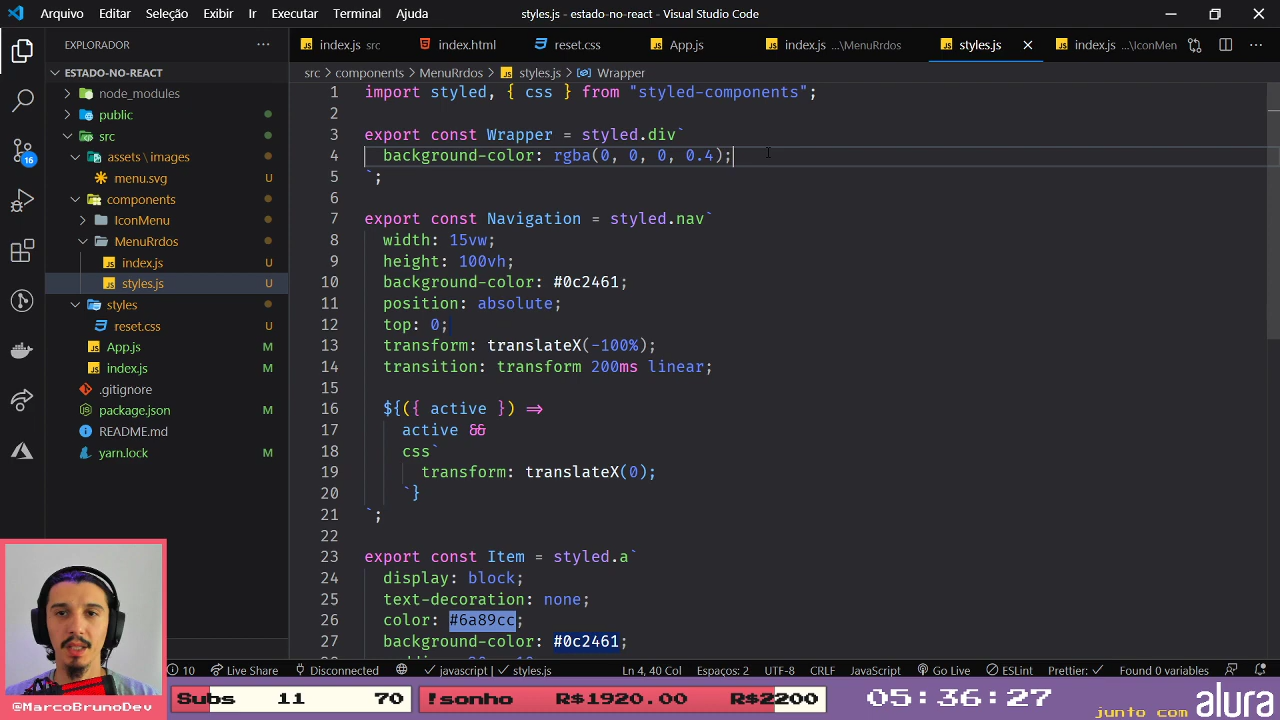 Arquivo Editar Seleção Exibir Ir Executar Terminal Ajuda
styles.js - estado-no-react - Visual Studio Code
EXPLORADOR
index.js src
index.html
reset.css
App.js
index.js ...\MenuRrdos
styles.js
index.js ...\IconMen
ESTADO-NO-REACT
node_modules
public
src
assets \ images
menu.svg U
components
IconMenu
MenuRrdos
index.js U
styles.js U
styles
reset.css U
App.js M
index.js M
.gitignore
package.json M
README.md
yarn.lock M
16
src > components > MenuRrdos > styles.js > Wrapper
1 import styled, { css } from "styled-components";
2
3 export const Wrapper = styled.div`
4 background-color: rgba(0, 0, 0, 0.4);
5 `;
6
7 export const Navigation = styled.nav`
8 width: 15vw;
9 height: 100vh;
10 background-color: #0c2461;
11 position: absolute;
12 top: 0;
13 transform: translateX(-100%);
14 transition: transform 200ms linear;
15
16 ${({ active }) =>
17 active &&
18 css`
19 transform: translateX(0);
20 `}
21 `;
22
23 export const Item = styled.a`
24 display: block;
25 text-decoration: none;
26 color: #6a89cc;
27 background-color: #0c2461;
10 Live Share Disconnected javascript | styles.js Ln 4, 40 Col Espaços: 2 UTF-8 CRLF JavaScript Go Live ESLint Prettier: ✓ Found 0 variables
@MarcoBrunoDev
Subs 11 70
!sonho R$1920.00 R$2200
05:36:27
junto com alura